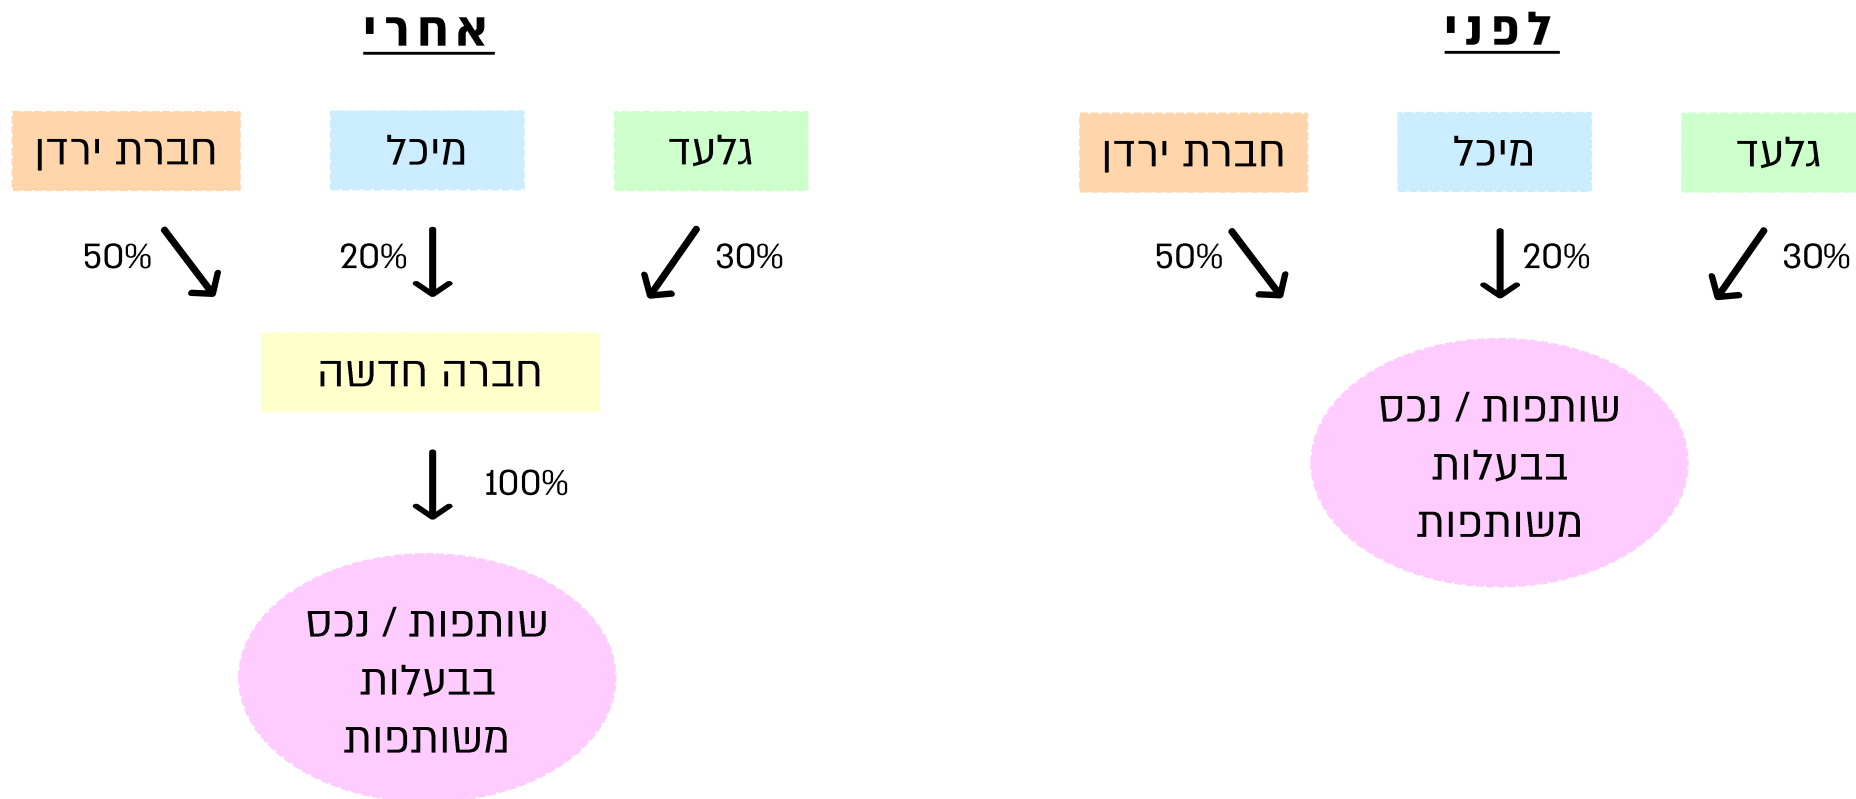 לפני
גלעד
מיכל
חברת ירדן
30%
20%
50%
שותפות / נכס
בבעלות
משותפות
אחרי
גלעד
מיכל
חברת ירדן
30%
20%
50%
חברה חדשה
100%
שותפות / נכס
בבעלות
משותפות